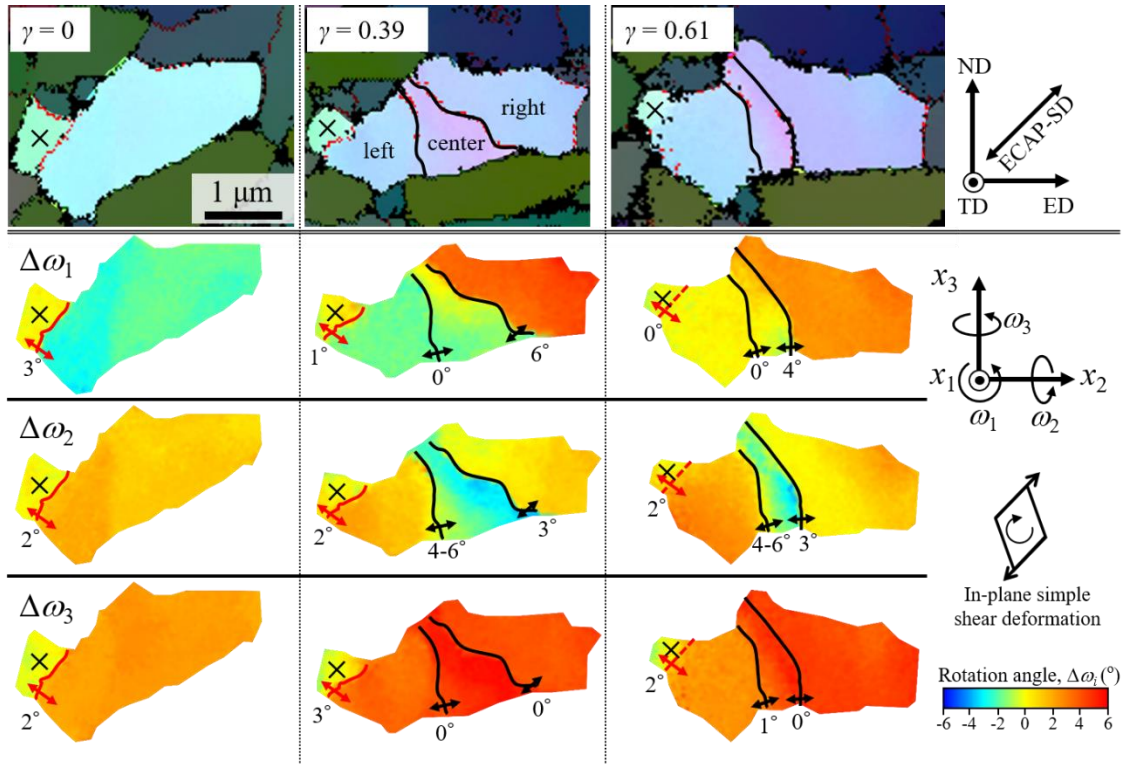 γ = 0
γ = 0.39
γ = 0.61
left
center
right
1 μm
ND
ECAP-SD
TD
ED
Δω1
3°
1°
0°
6°
0°
0°
4°
x3
ω3
x1
x2
ω1
ω2
Δω2
2°
2°
4-6°
3°
2°
4-6°
3°
In-plane simple
shear deformation
Δω3
2°
3°
0°
0°
2°
1°
0°
Rotation angle, Δωi (°)
-6 -4 -2 0 2 4 6